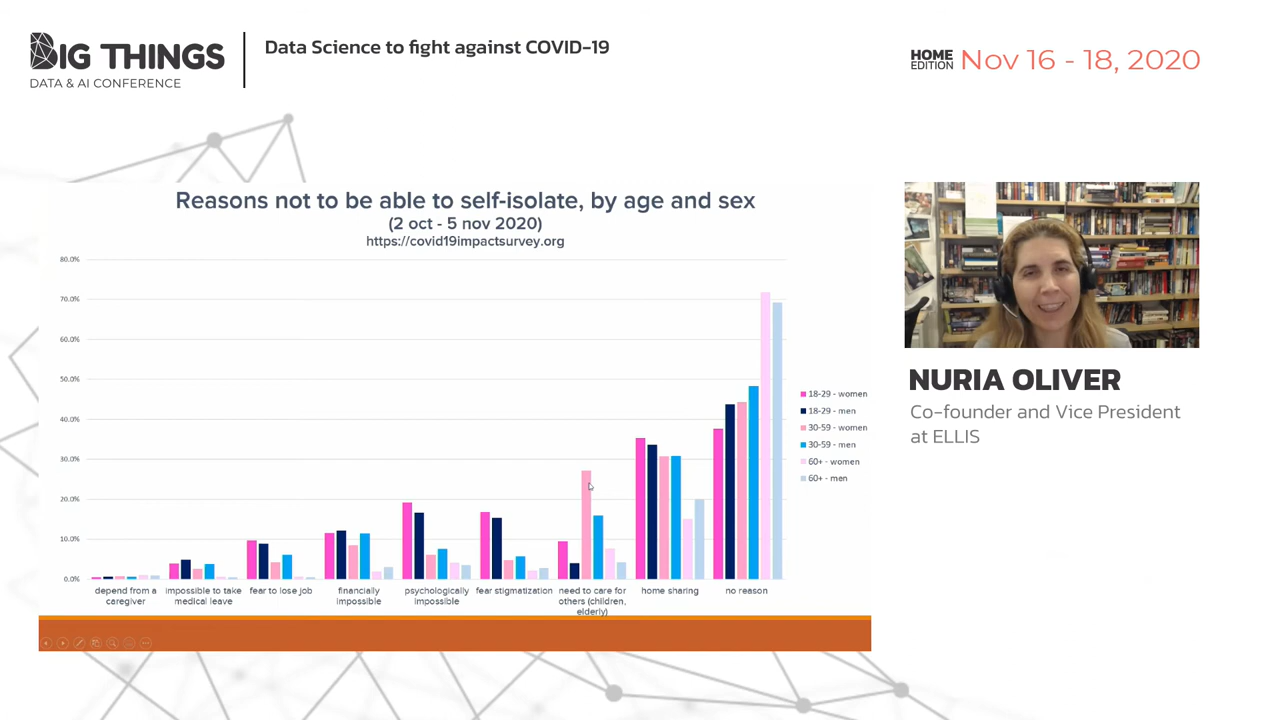 BIG THINGS
DATA & AI CONFERENCE
Data Science to fight against COVID-19
HOME
EDITION
Nov 16 - 18, 2020
Reasons not to be able to self-isolate, by age and sex
(2 oct - 5 nov 2020)
https://covid19impactsurvey.org
80.0%
70.0%
60.0%
50.0%
40.0%
30.0%
20.0%
10.0%
0.0%
depend from a
caregiver
impossible to take
medical leave
fear to lose job
financially
impossible
psychologically
impossible
fear stigmatization
need to care for
others (children,
elderly)
home sharing
no reason
18-29 - women
18-29 - men
30-59 - women
30-59 - men
60+ - women
60+ - men
NURIA OLIVER
Co-founder and Vice President
at ELLIS